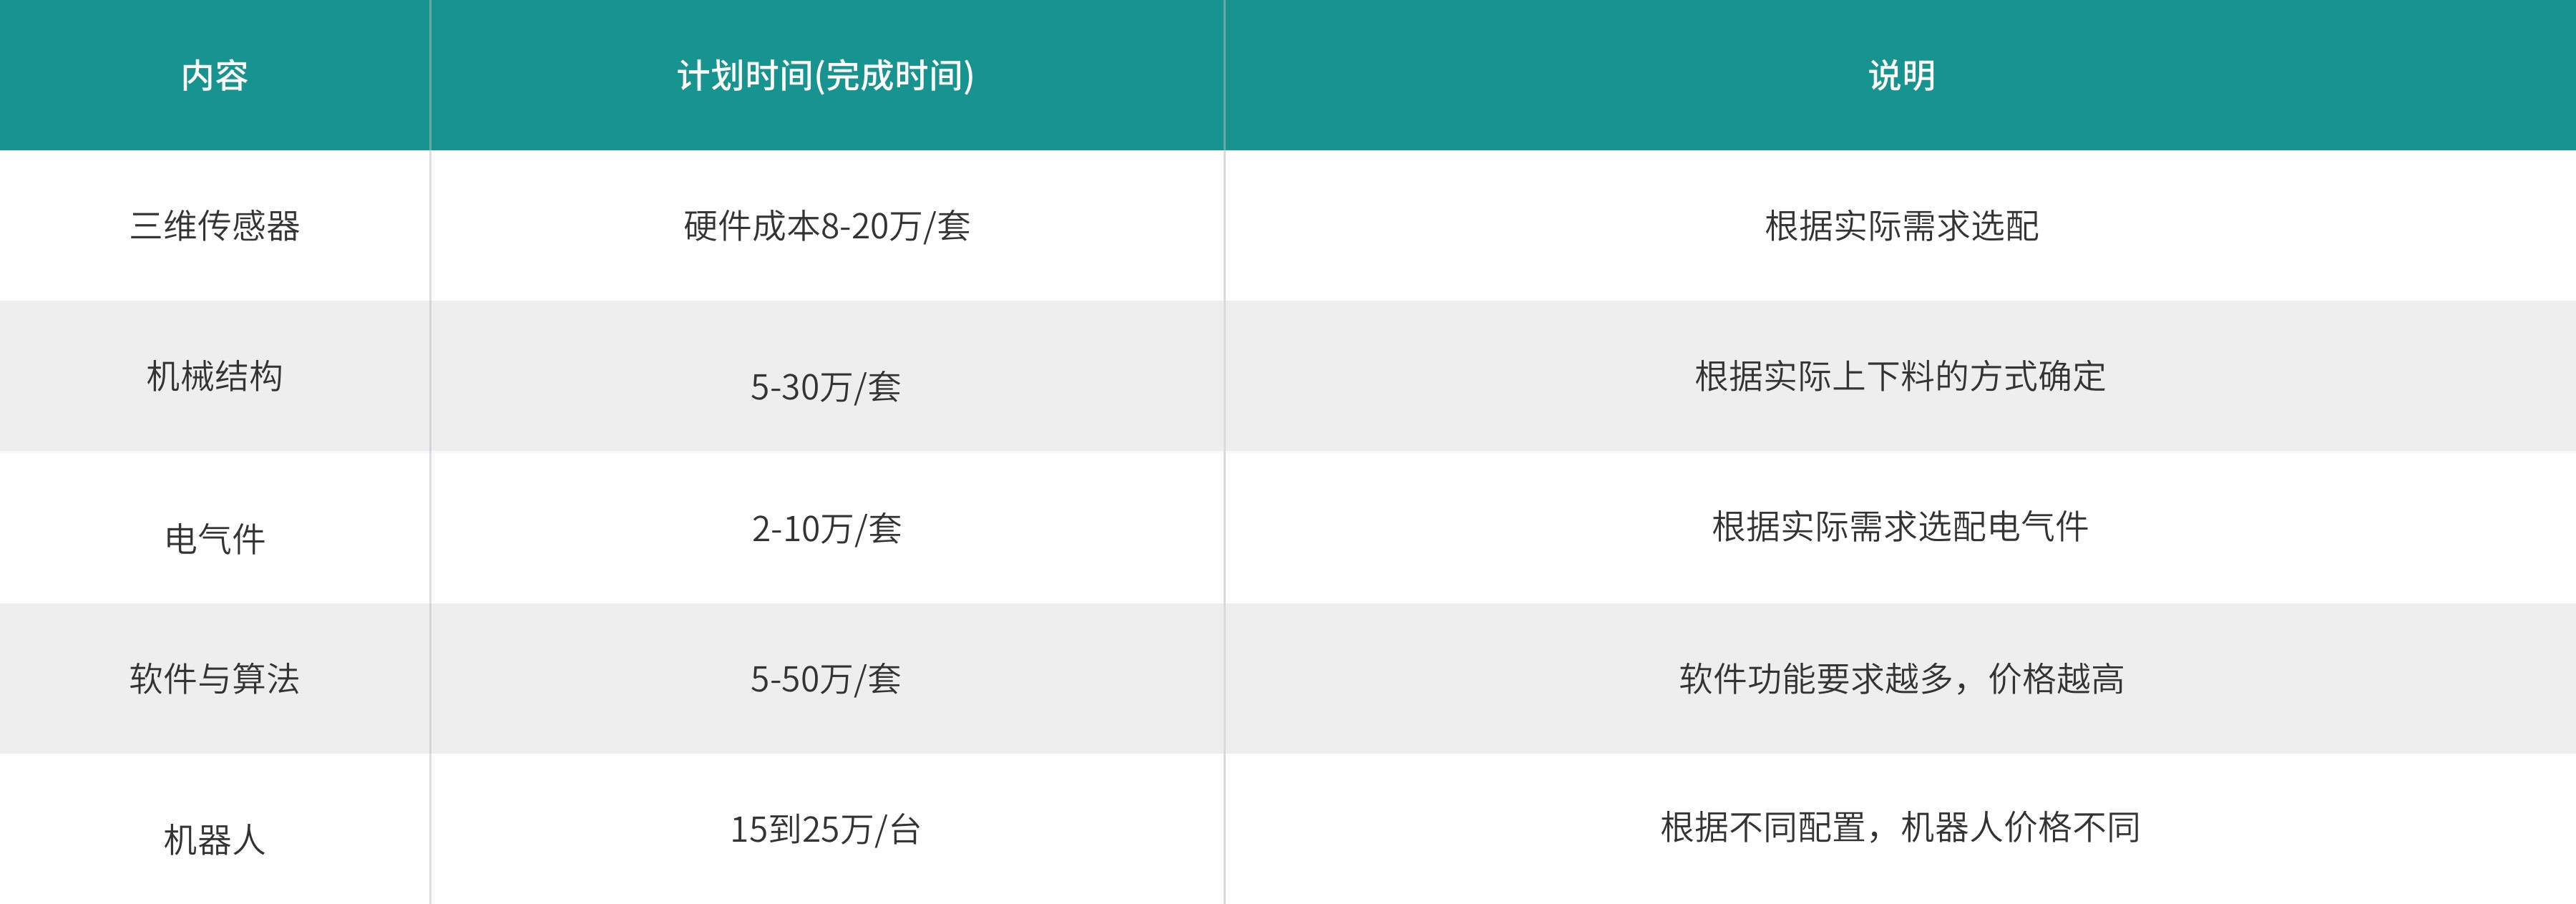 内容 计划时间(完成时间) 说明
三维传感器 硬件成本8-20万/套 根据实际需求选配
机械结构 5-30万/套 根据实际上下料的方式确定
电气件 2-10万/套 根据实际需求选配电气件
软件与算法 5-50万/套 软件功能要求越多，价格越高
机器人 15到25万/台 根据不同配置，机器人价格不同